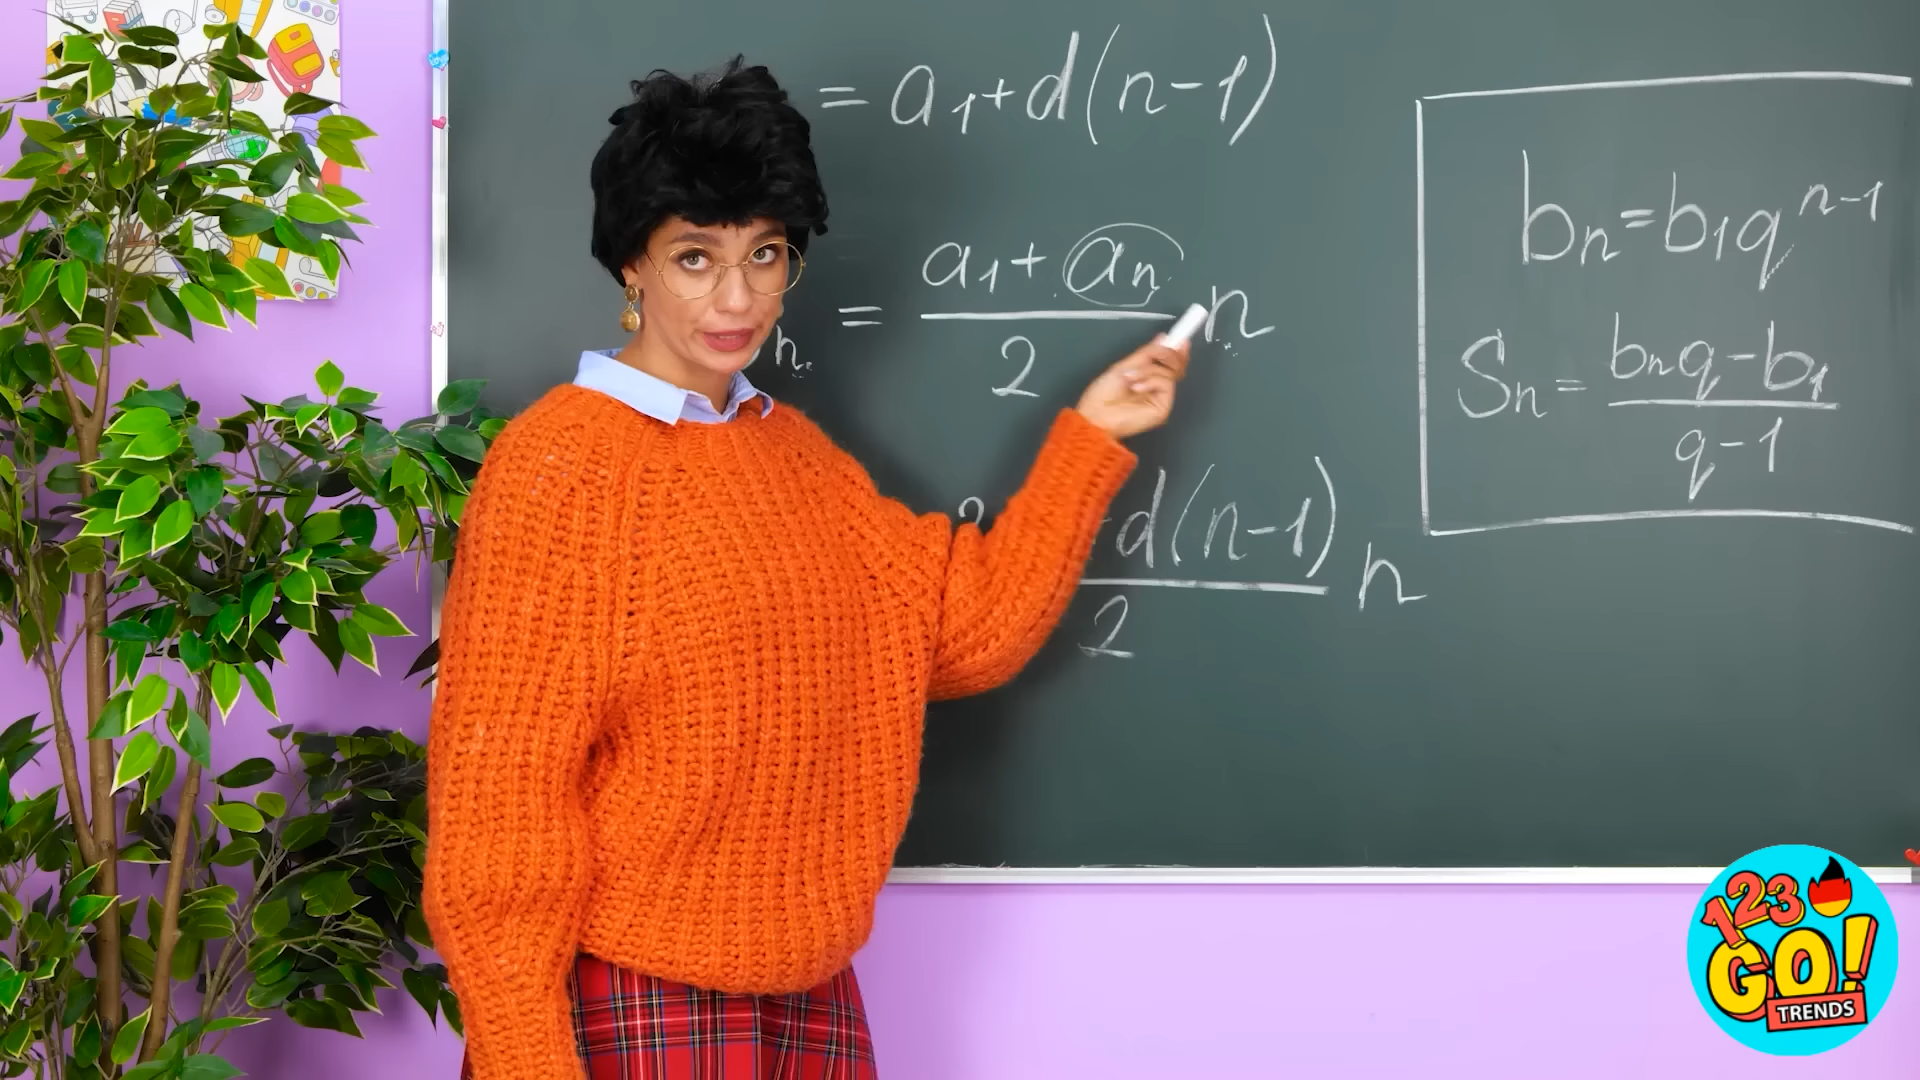 = a₁+d(n-1)
n = (a₁+aₙ)/2 n
d(n-1)/2 n
bₙ=b₁qⁿ⁻¹
Sₙ= (bₙq-b₁)/(q-1)
123
GO!
TRENDS